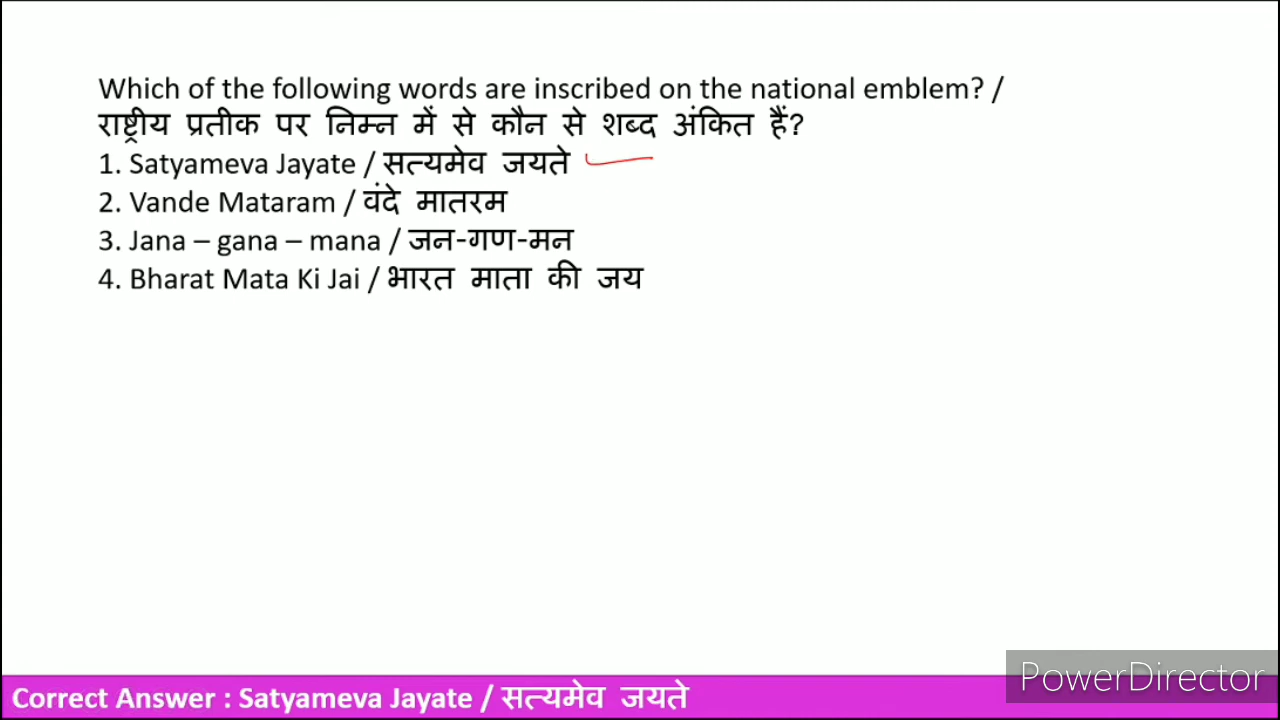 Which of the following words are inscribed on the national emblem? /
राष्ट्रीय प्रतीक पर निम्न में से कौन से शब्द अंकित हैं?
1. Satyameva Jayate / सत्यमेव जयते
2. Vande Mataram / वंदे मातरम
3. Jana – gana – mana / जन-गण-मन
4. Bharat Mata Ki Jai / भारत माता की जय
PowerDirector
Correct Answer : Satyameva Jayate / सत्यमेव जयते